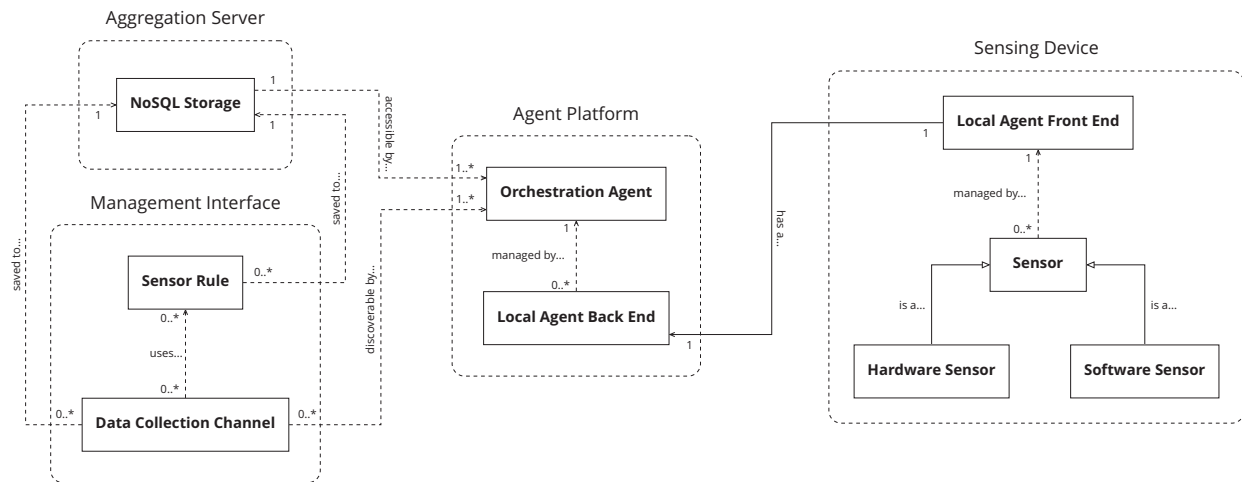 Aggregation Server
NoSQL Storage
1
1
1
saved to...
accessible by...
saved to...
Management Interface
Sensor Rule
0..*
0..*
uses...
0..*
Data Collection Channel
0..*
0..*
discoverable by...
Agent Platform
1..*
Orchestration Agent
1..*
1
managed by...
0..*
Local Agent Back End
1
has a...
Sensing Device
Local Agent Front End
1
1
managed by...
0..*
Sensor
is a...
is a...
Hardware Sensor
Software Sensor